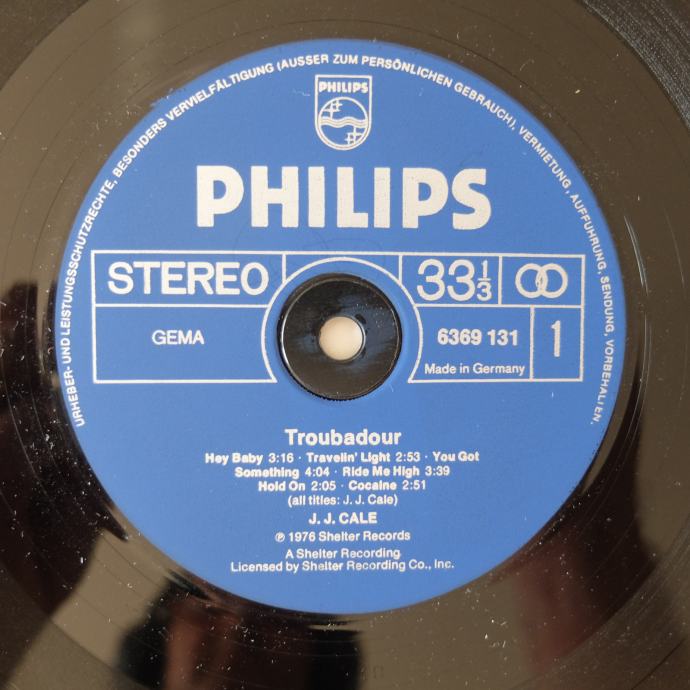 URHEBER- UND LEISTUNGSSCHUTZRECHTE, BESONDERS VERVIELFÄLTIGUNG (AUSSER ZUM PERSÖNLICHEN GEBRAUCH), VERMIETUNG, AUFFÜHRUNG, SENDUNG, VORBEHALTEN.
PHILIPS
PHILIPS
STEREO 33 1/3
GEMA 6369 131 1
Made in Germany
Troubadour
Hey Baby 3:16 · Travelin' Light 2:53 · You Got
Something 4:04 · Ride Me High 3:39
Hold On 2:05 · Cocaine 2:51
(all titles: J. J. Cale)
J. J. CALE
℗ 1976 Shelter Records
A Shelter Recording
Licensed by Shelter Recording Co., Inc.